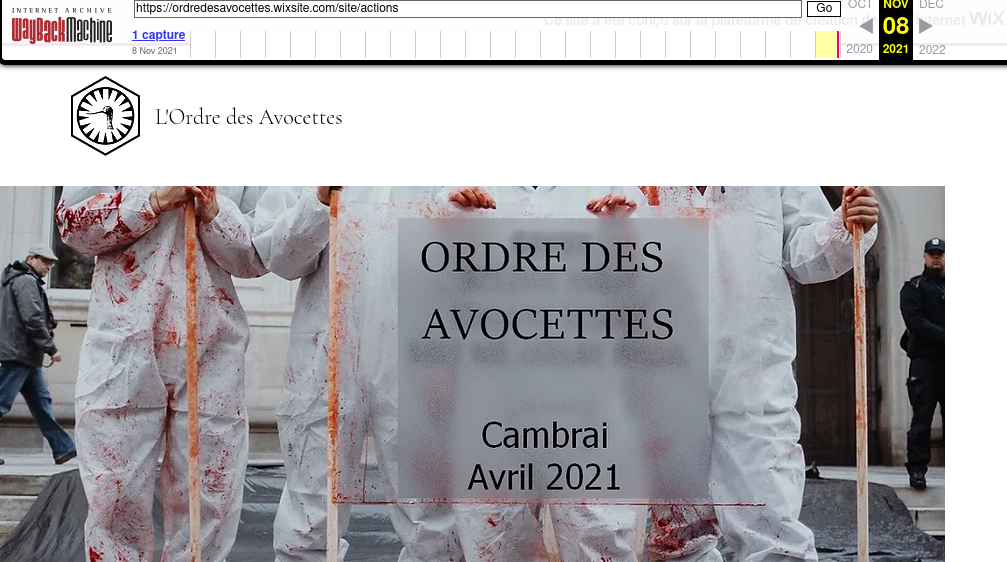 INTERNET ARCHIVE
WayBackMachine
https://ordredesavocettes.wixsite.com/site/actions
Go
1 capture
8 Nov 2021
OCT NOV DEC
08
2020 2021 2022
Ce site a été conçu sur la plateforme de création de internet WiX
L'Ordre des Avocettes
ORDRE DES
AVOCETTES
Cambrai
Avril 2021